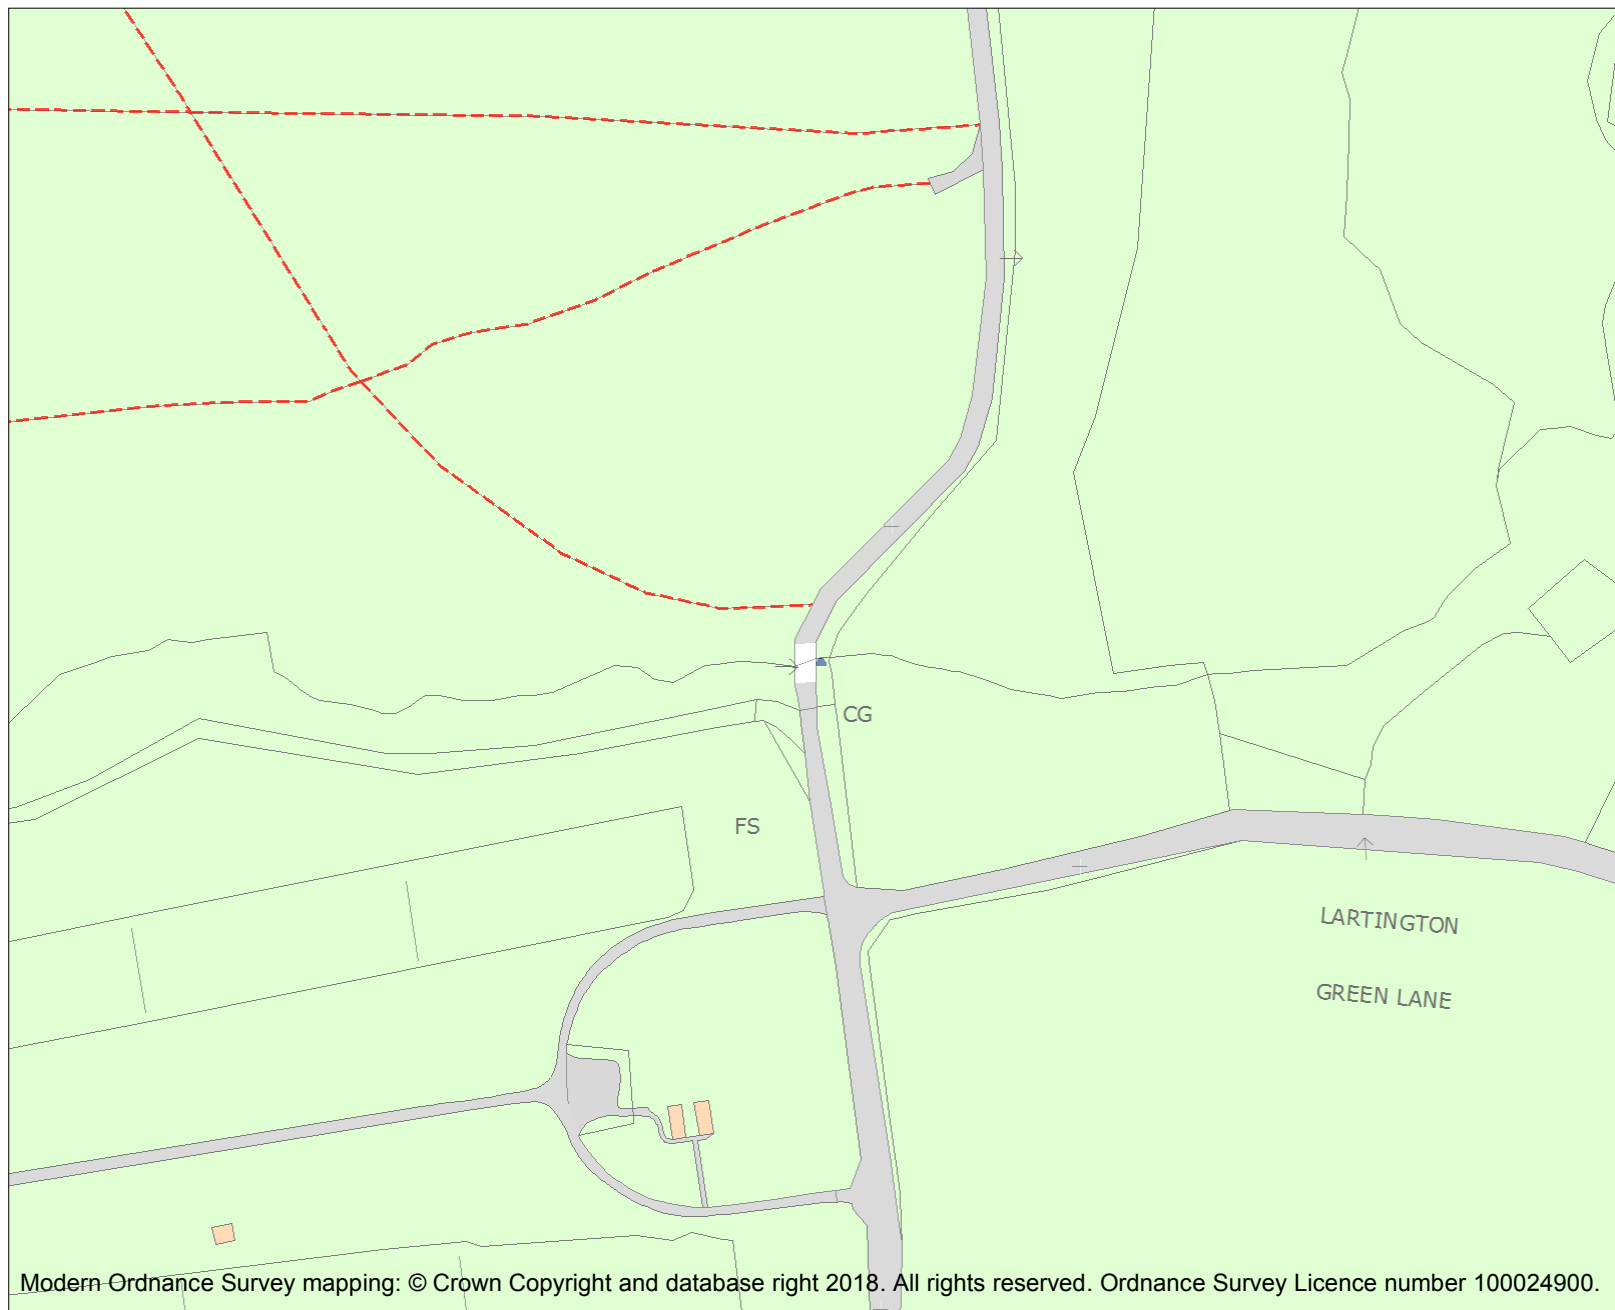 CG
FS
LARTINGTON
GREEN LANE
Modern Ordnance Survey mapping: © Crown Copyright and database right 2018. All rights reserved. Ordnance Survey Licence number 100024900.